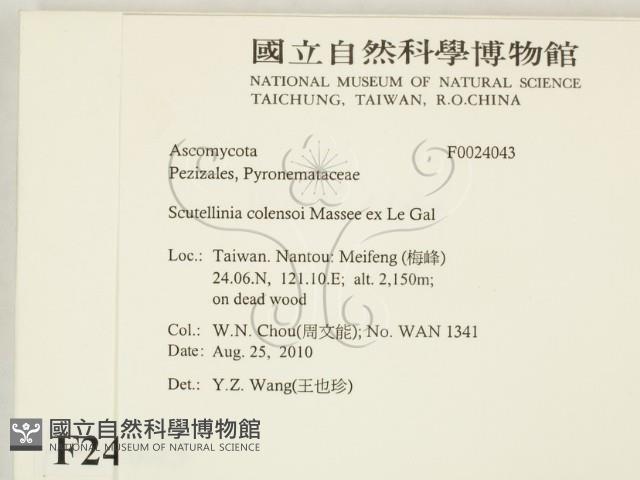 國立自然科學博物館
NATIONAL MUSEUM OF NATURAL SCIENCE
TAICHUNG, TAIWAN, R.O.CHINA
Ascomycota F0024043
Pezizales, Pyronemataceae
Scutellinia colensoi Massee ex Le Gal
Loc.: Taiwan. Nantou: Meifeng (梅峰)
24.06.N, 121.10.E; alt. 2,150m;
on dead wood
Col.: W.N. Chou(周文能); No. WAN 1341
Date: Aug. 25, 2010
Det.: Y.Z. Wang(王也珍)
國立自然科學博物館
NATIONAL MUSEUM OF NATURAL SCIENCE
F24